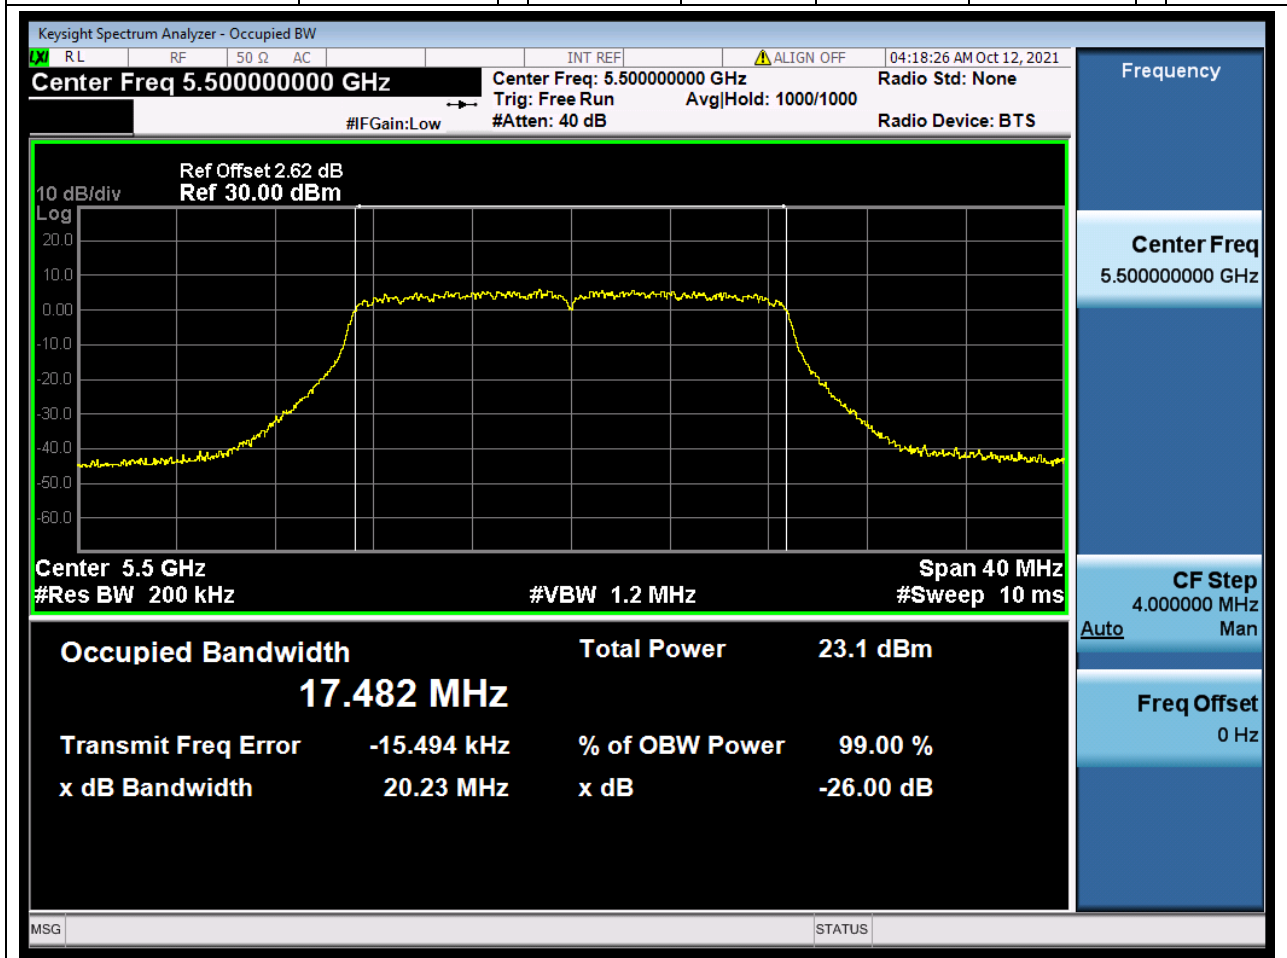 Keysight Spectrum Analyzer - Occupied BW
LXI RL RF 50 Ω AC INT REF ALIGN OFF 04:18:26 AM Oct 12, 2021
Center Freq 5.500000000 GHz
Center Freq: 5.500000000 GHz
Radio Std: None
Trig: Free Run Avg|Hold: 1000/1000
#IFGain:Low #Atten: 40 dB Radio Device: BTS
Frequency
Ref Offset 2.62 dB
10 dB/div Ref 30.00 dBm
Log
20.0
10.0
0.00
-10.0
-20.0
-30.0
-40.0
-50.0
-60.0
Center 5.5 GHz Span 40 MHz
#Res BW 200 kHz #VBW 1.2 MHz #Sweep 10 ms
Center Freq
5.500000000 GHz
CF Step
4.000000 MHz
Auto Man
Freq Offset
0 Hz
Occupied Bandwidth Total Power 23.1 dBm
17.482 MHz
Transmit Freq Error -15.494 kHz % of OBW Power 99.00 %
x dB Bandwidth 20.23 MHz x dB -26.00 dB
MSG STATUS